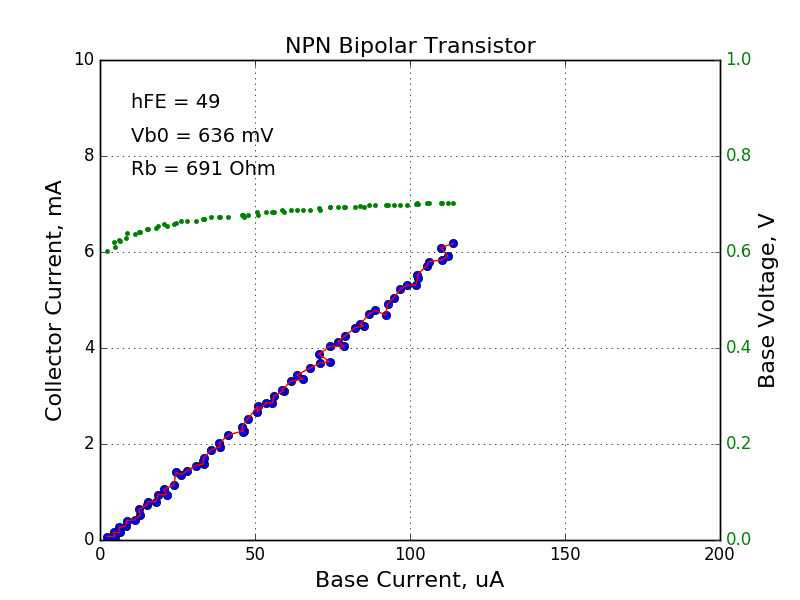 NPN Bipolar Transistor
hFE = 49
Vb0 = 636 mV
Rb = 691 Ohm
Collector Current, mA
10
8
6
4
2
0
0
50
100
150
200
Base Current, uA
1.0
0.8
0.6
0.4
0.2
0.0
Base Voltage, V